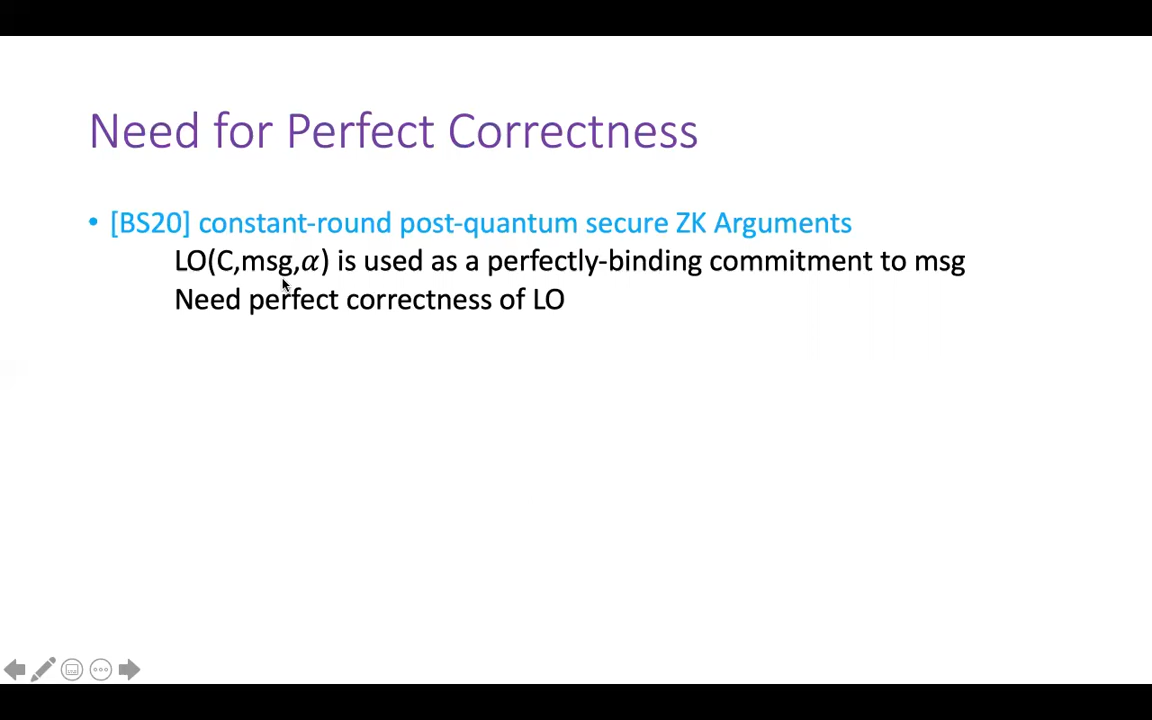 Need for Perfect Correctness
• [BS20] constant-round post-quantum secure ZK Arguments
LO(C,msg,𝛼) is used as a perfectly-binding commitment to msg
Need perfect correctness of LO